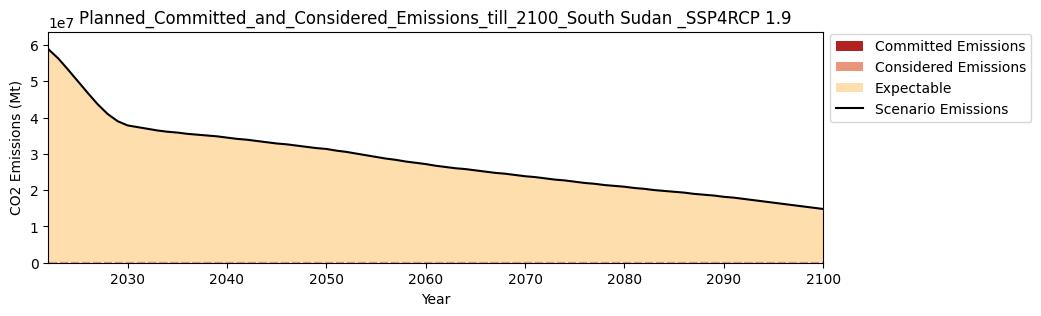 Planned_Committed_and_Considered_Emissions_till_2100_South Sudan _SSP4RCP 1.9
1e7
6
5
4
3
2
1
0
CO2 Emissions (Mt)
2030 2040 2050 2060 2070 2080 2090 2100
Year
Committed Emissions
Considered Emissions
Expectable
Scenario Emissions